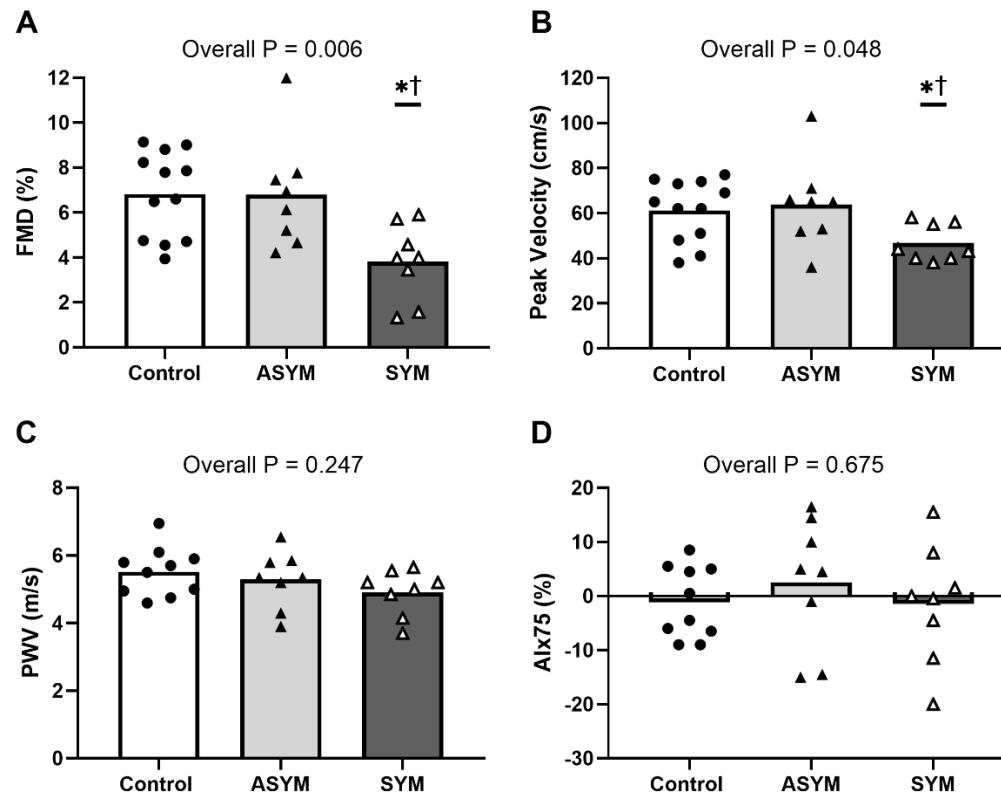 A
Overall P = 0.006
FMD (%)
12
10
8
6
4
2
0
*†
Control ASYM SYM
B
Overall P = 0.048
Peak Velocity (cm/s)
120
100
80
60
40
20
0
*†
Control ASYM SYM
C
Overall P = 0.247
PWV (m/s)
8
6
4
2
0
Control ASYM SYM
D
Overall P = 0.675
AIx75 (%)
20
10
0
-10
-20
-30
Control ASYM SYM